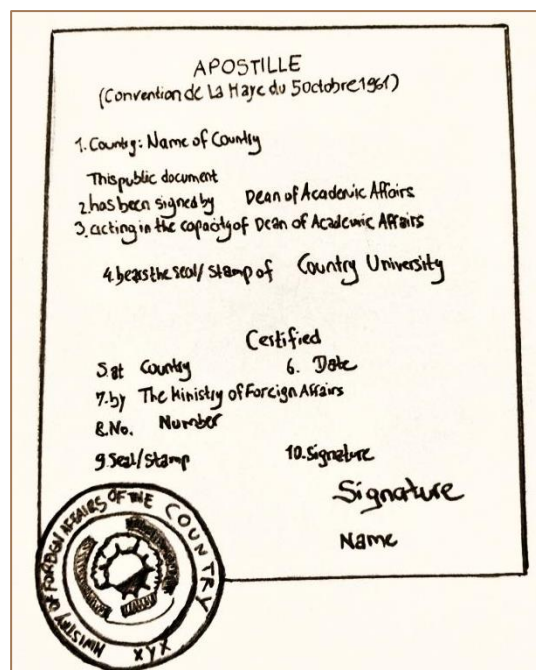 APOSTILLE
(Convention de La Haye du 5 Octobre 1961)
1. Country: Name of Country
This public document
2. has been signed by Dean of Academic Affairs
3. acting in the capacity of Dean of Academic Affairs
4. bears the seal/stamp of Country University
Certified
5. at Country 6. Date
7. by The Ministry of Foreign Affairs
8. No. Number
9. Seal/Stamp 10. Signature
Signature
Name
MINISTRY OF FOREIGN AFFAIRS OF THE COUNTRY
XYX